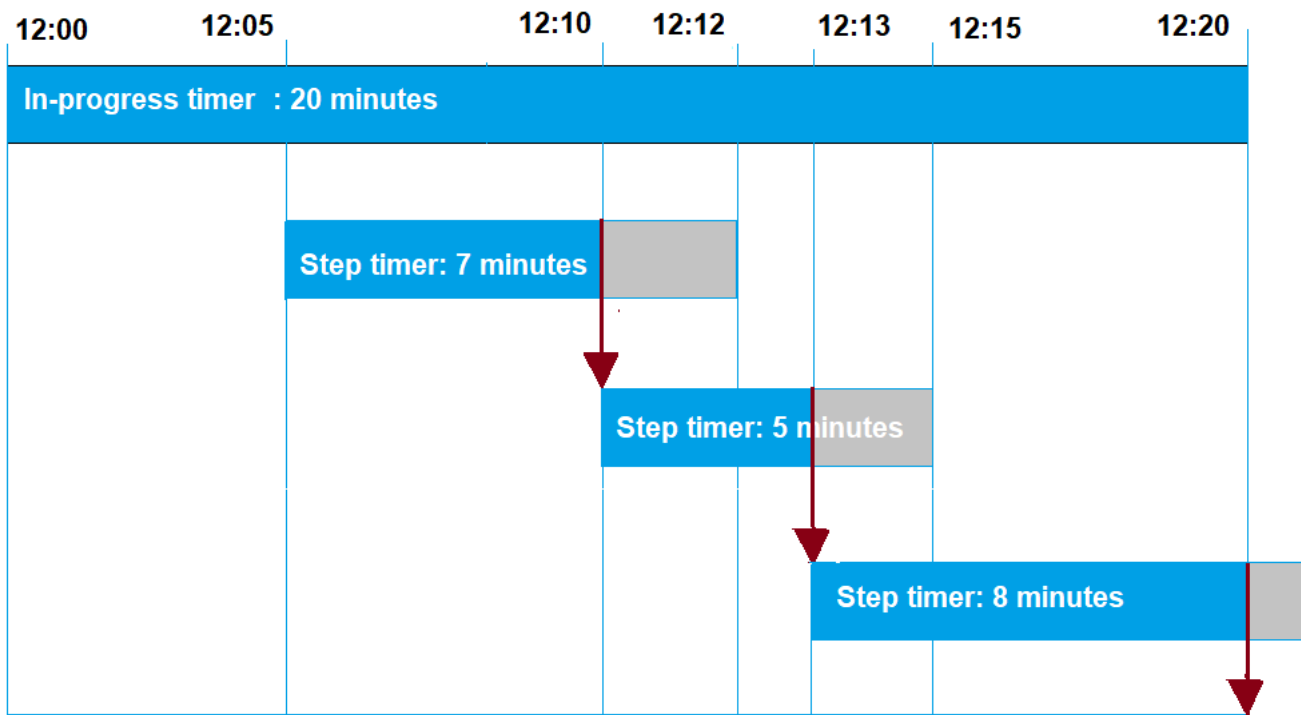 12:00 12:05 12:10 12:12 12:13 12:15 12:20
In-progress timer : 20 minutes
Step timer: 7 minutes
Step timer: 5 minutes
Step timer: 8 minutes